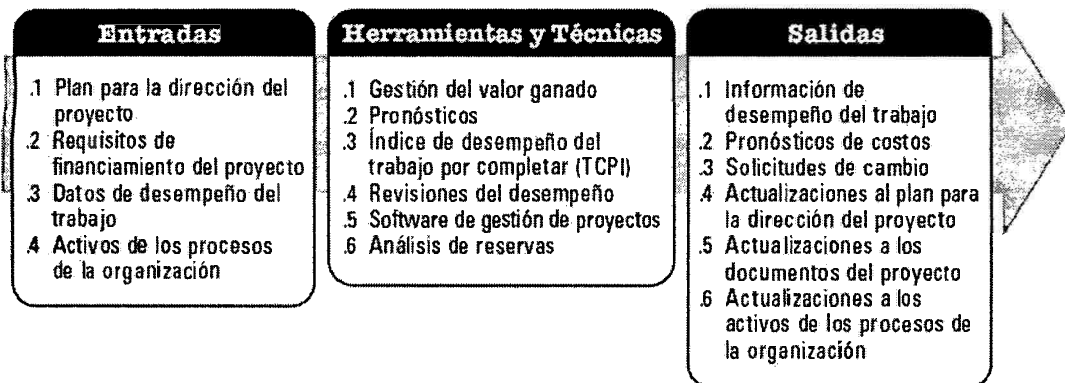 Entradas
.1 Plan para la dirección del
proyecto
.2 Requisitos de
financiamiento del proyecto
.3 Datos de desempeño del
trabajo
.4 Activos de los procesos
de la organización
Herramientas y Técnicas
.1 Gestión del valor ganado
.2 Pronósticos
.3 Índice de desempeño del
trabajo por completar (TCPI)
.4 Revisiones del desempeño
.5 Software de gestión de proyectos
.6 Análisis de reservas
Salidas
.1 Información de
desempeño del trabajo
.2 Pronósticos de costos
.3 Solicitudes de cambio
.4 Actualizaciones al plan para
la dirección del proyecto
.5 Actualizaciones a los
documentos del proyecto
.6 Actualizaciones a los
activos de los procesos de
la organización